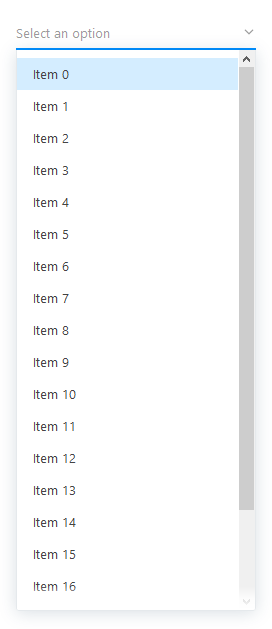 Select an option
Item 0
Item 1
Item 2
Item 3
Item 4
Item 5
Item 6
Item 7
Item 8
Item 9
Item 10
Item 11
Item 12
Item 13
Item 14
Item 15
Item 16